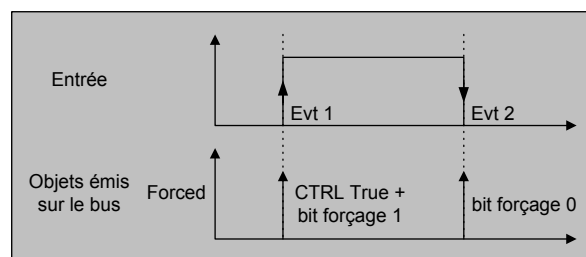 Entrée
Evt 1
Evt 2
Objets émis
sur le bus
Forced
CTRL True +
bit forçage 1
bit forçage 0